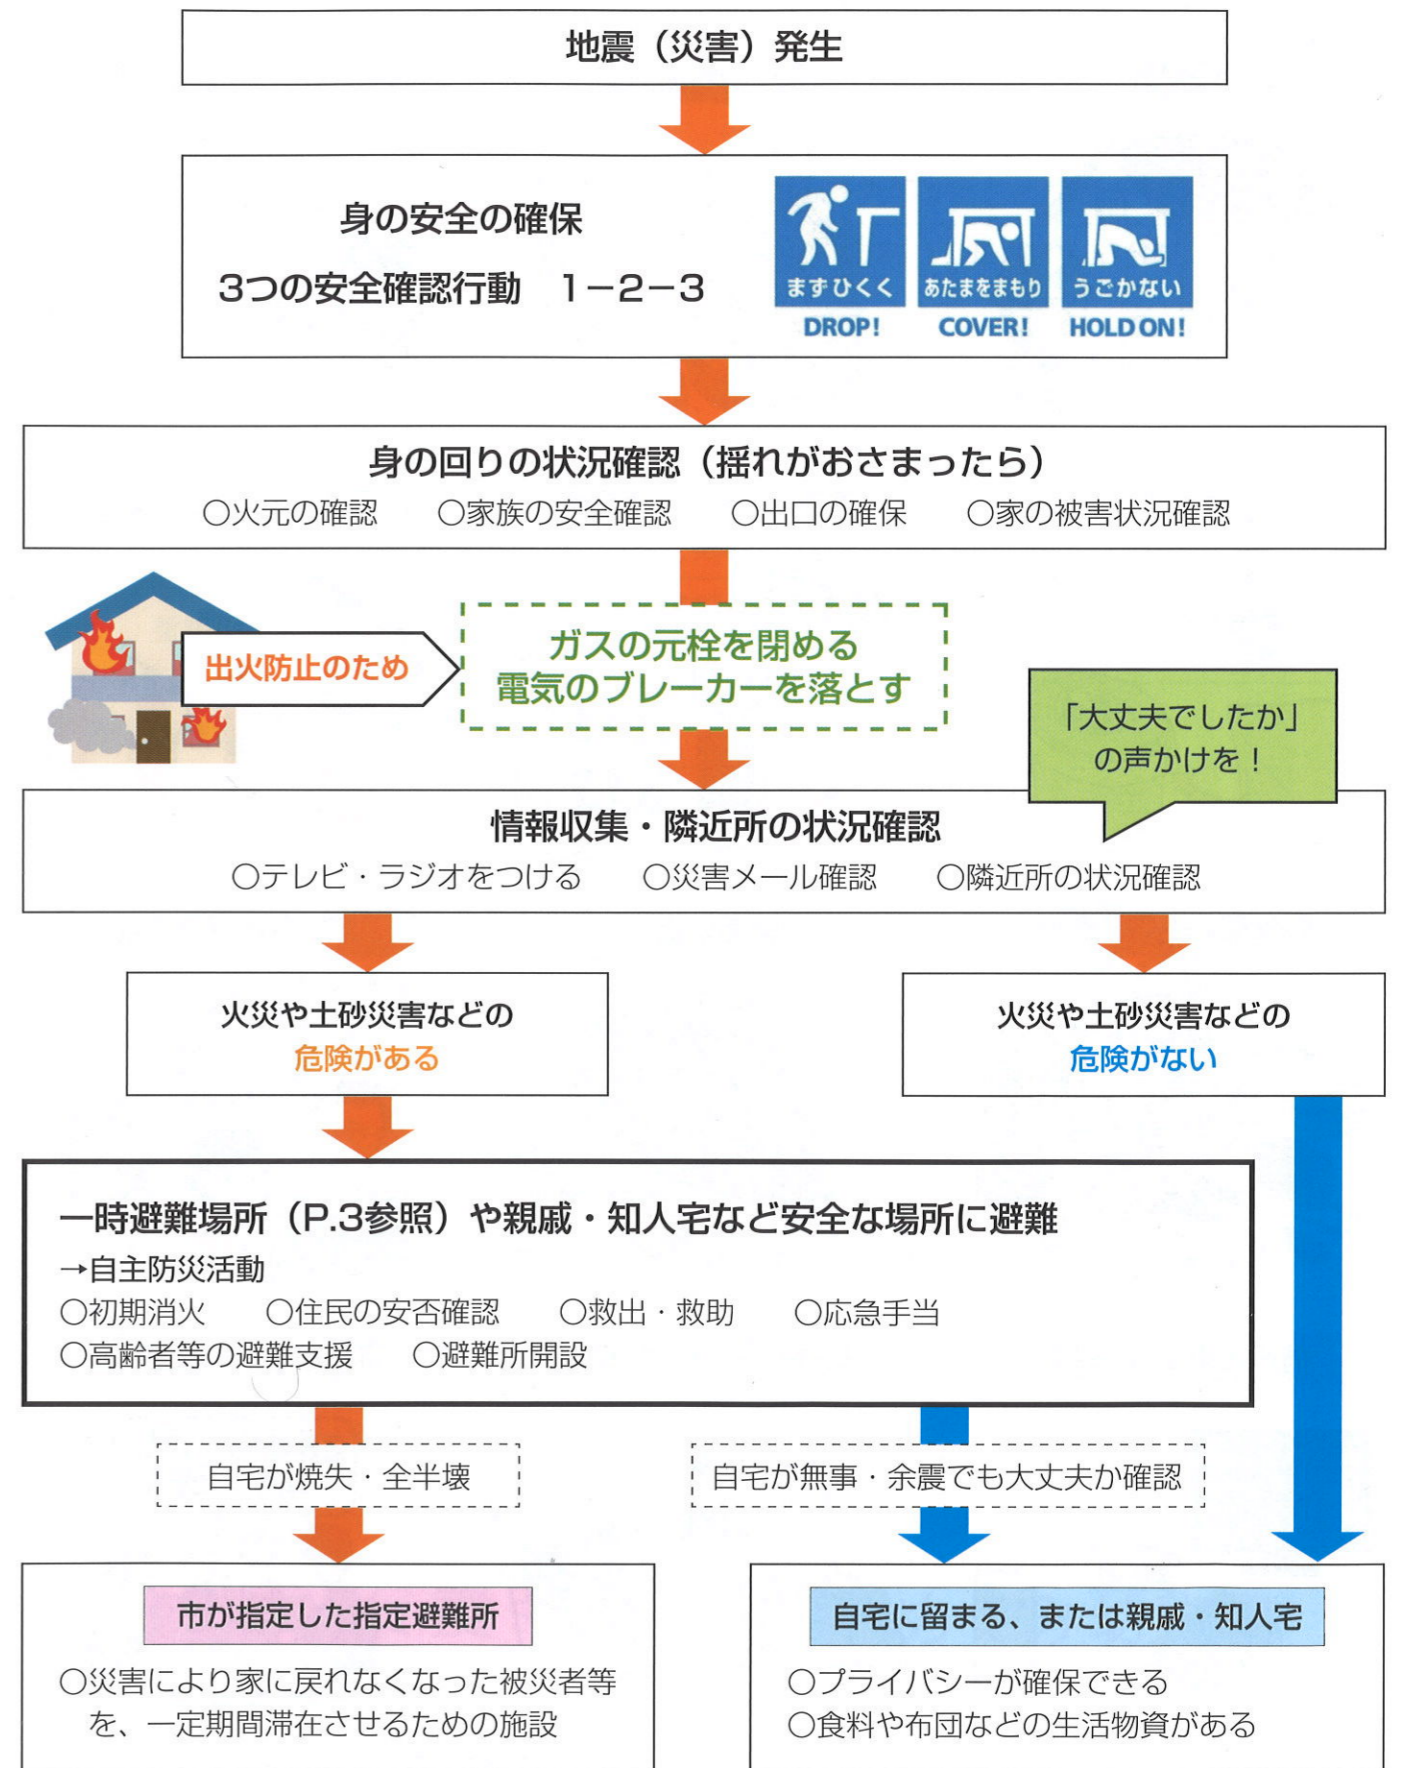 地震（災害）発生
身の安全の確保
3つの安全確認行動　1－2－3
まずひくく
DROP!
あたまをまもり
COVER!
うごかない
HOLD ON!
身の回りの状況確認（揺れがおさまったら）
○火元の確認　○家族の安全確認　○出口の確保　○家の被害状況確認
出火防止のため
ガスの元栓を閉める
電気のブレーカーを落とす
「大丈夫でしたか」
の声かけを！
情報収集・隣近所の状況確認
○テレビ・ラジオをつける　○災害メール確認　○隣近所の状況確認
火災や土砂災害などの
危険がある
火災や土砂災害などの
危険がない
一時避難場所（P.3参照）や親戚・知人宅など安全な場所に避難
→自主防災活動
○初期消火　○住民の安否確認　○救出・救助　○応急手当
○高齢者等の避難支援　○避難所開設
自宅が焼失・全半壊
自宅が無事・余震でも大丈夫か確認
市が指定した指定避難所
○災害により家に戻れなくなった被災者等
を、一定期間滞在させるための施設
自宅に留まる、または親戚・知人宅
○プライバシーが確保できる
○食料や布団などの生活物資がある